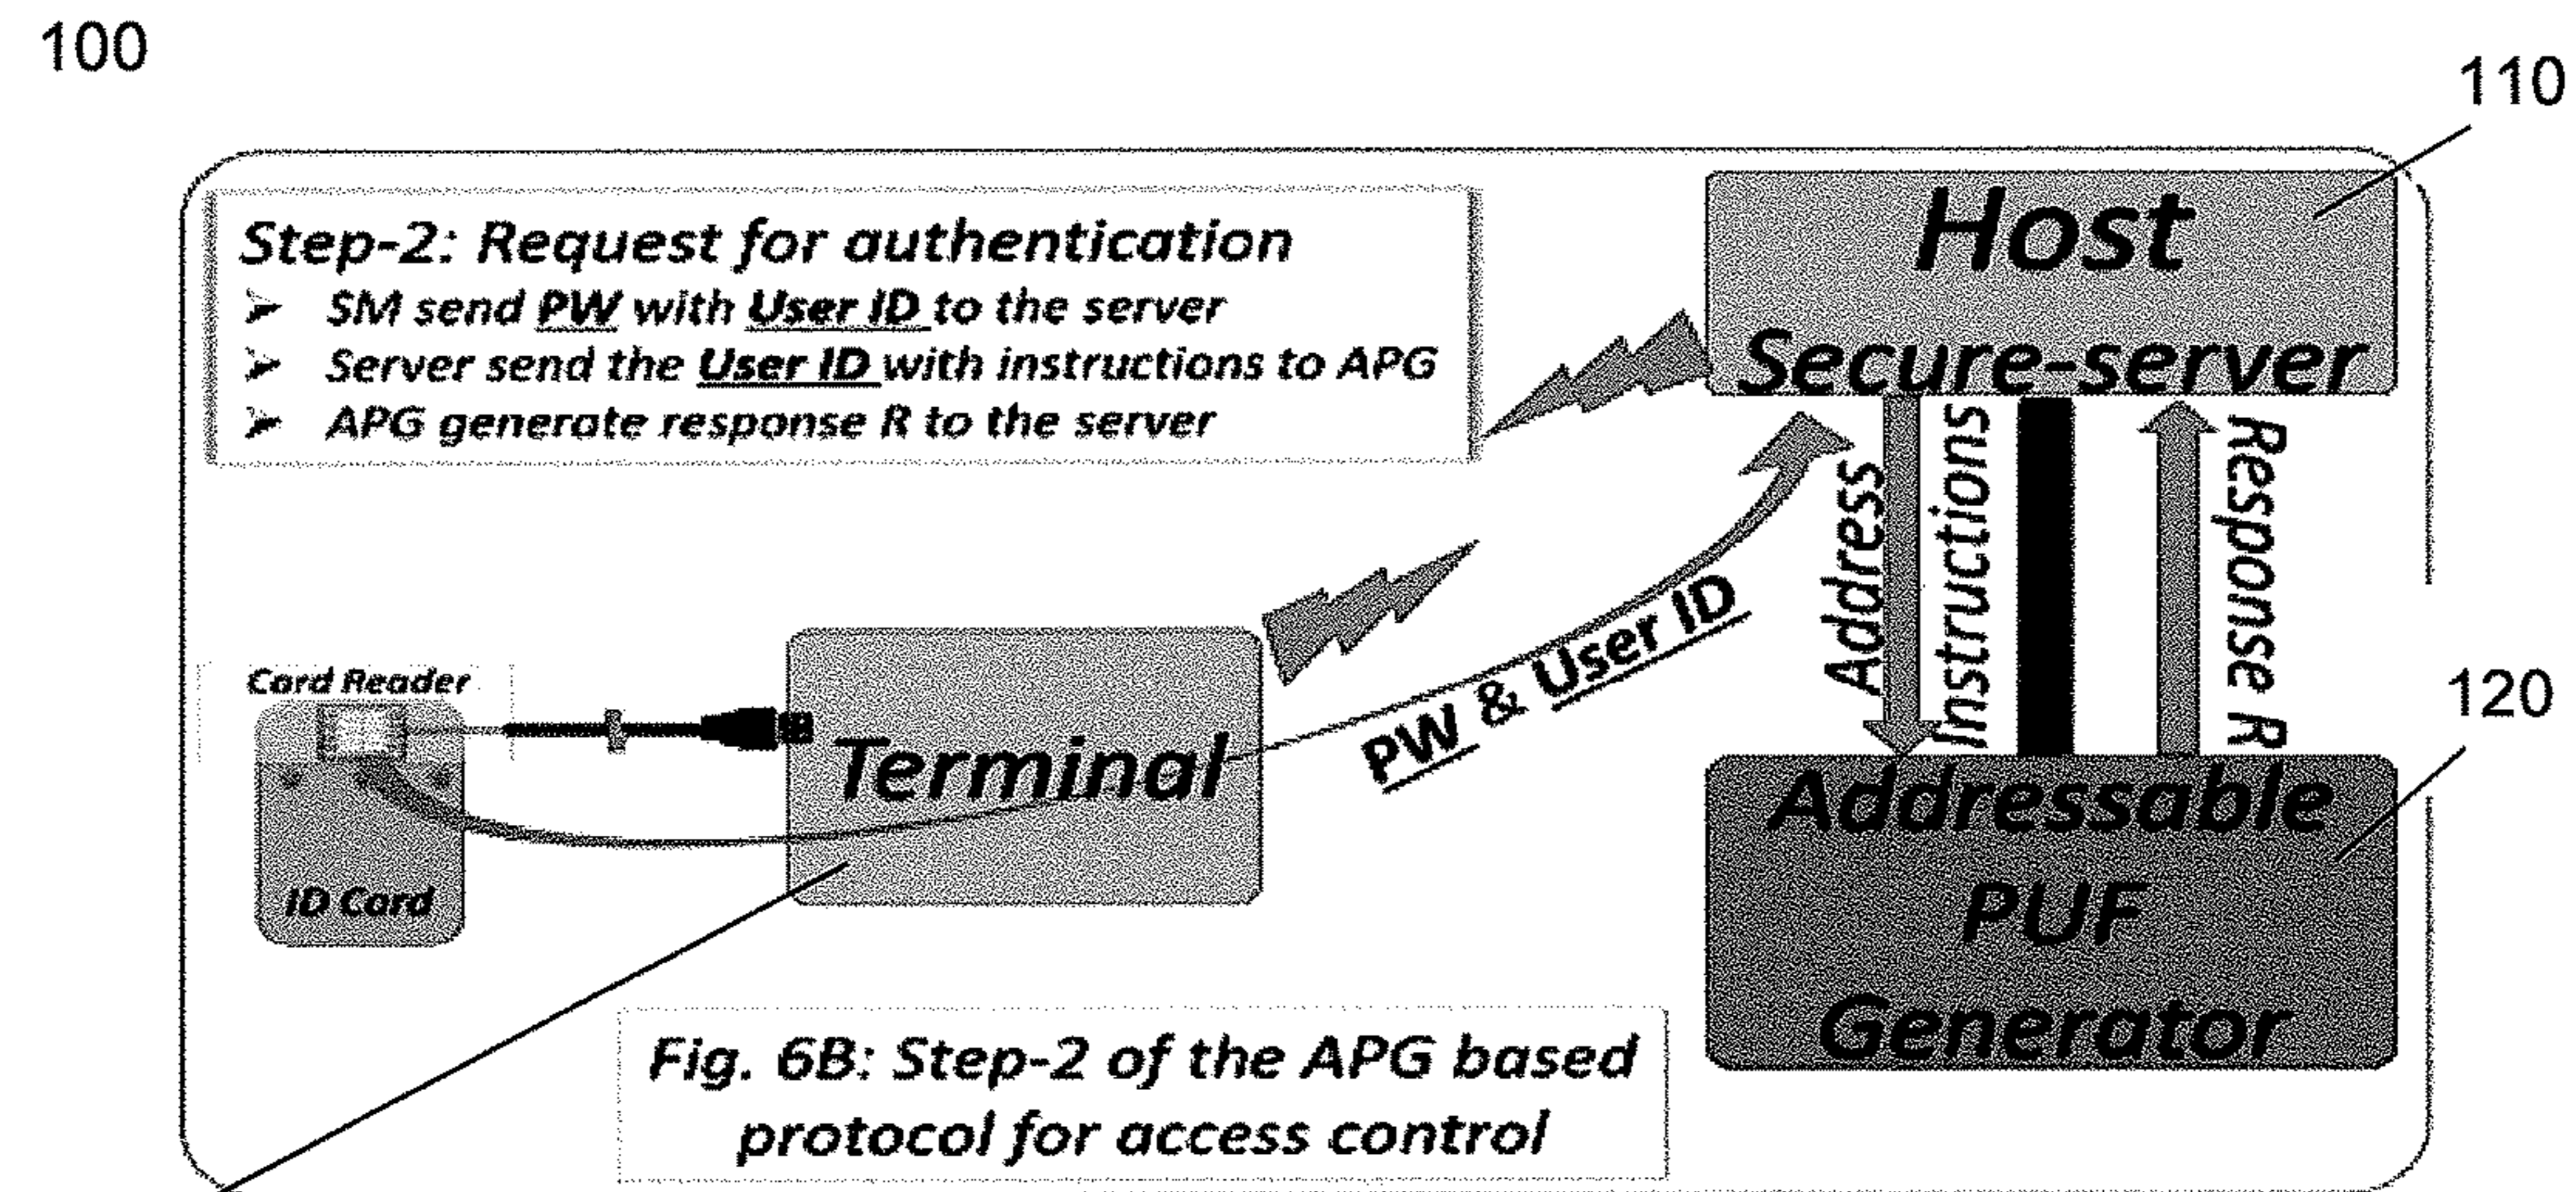 100
110
Step-2: Request for authentication
➤ SM send PW with User ID to the server
➤ Server send the User ID with instructions to APG
➤ APG generate response R to the server
Host
Secure-server
Address
Instructions
Response R
PW & User ID
Card Reader
ID Card
Terminal
120
Addressable
PUF
Generator
Fig. 6B: Step-2 of the APG based
protocol for access control